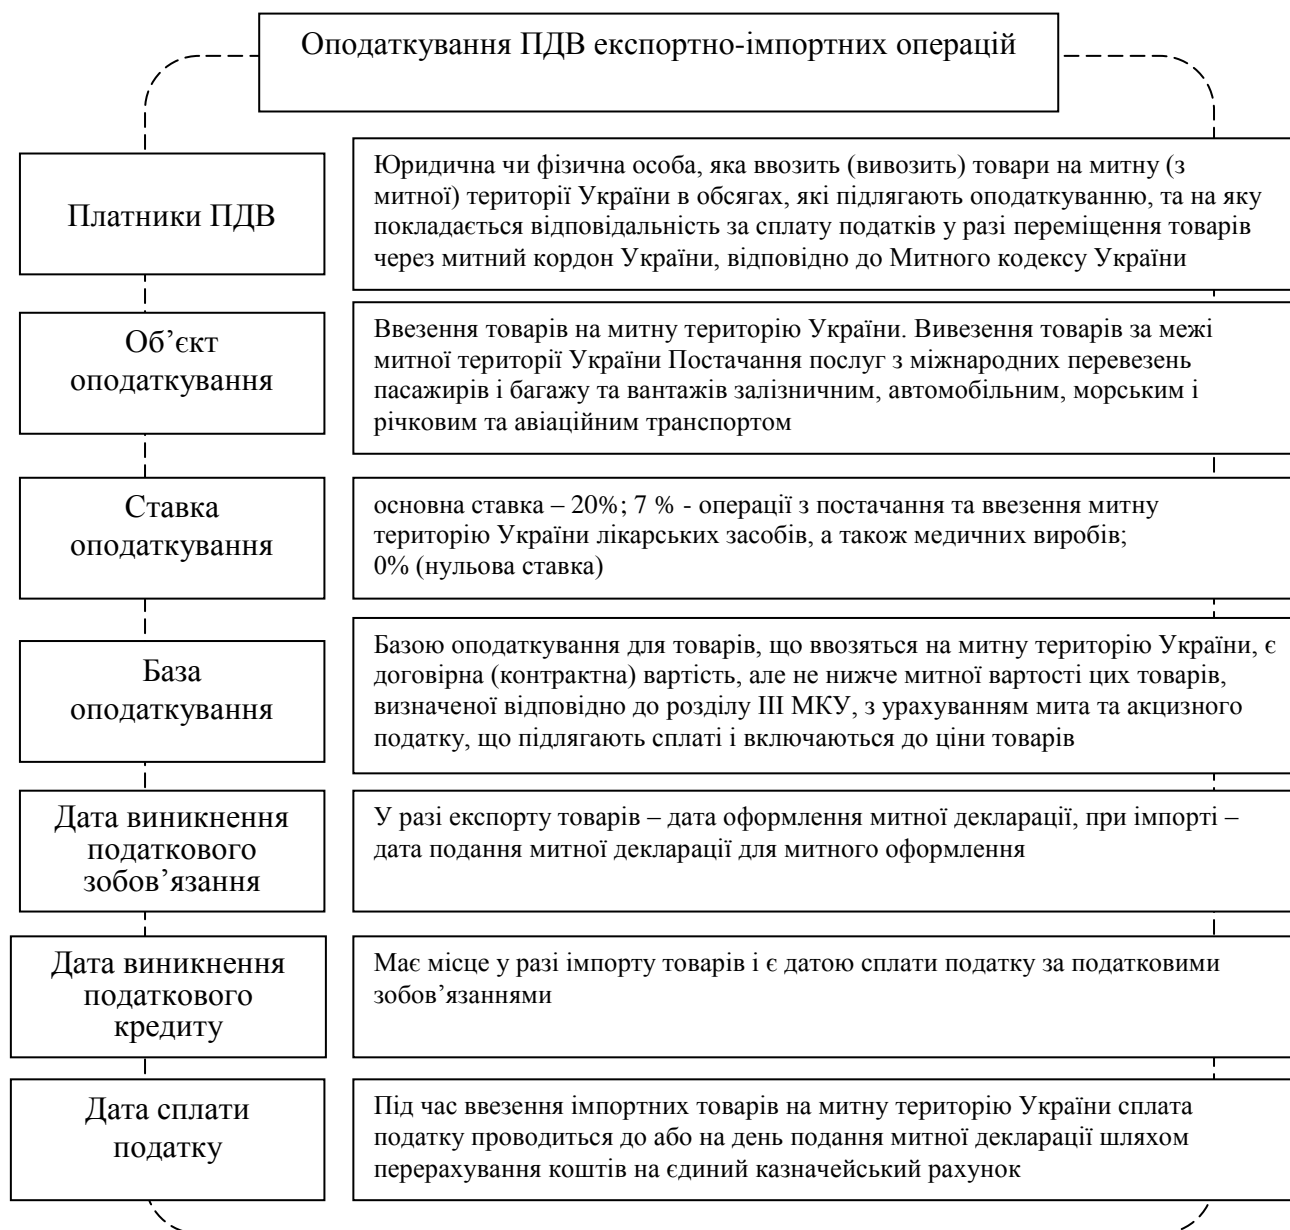 Оподаткування ПДВ експортно-імпортних операцій
Платники ПДВ
Юридична чи фізична особа, яка ввозить (вивозить) товари на митну (з
митної) території України в обсягах, які підлягають оподаткуванню, та на яку
покладається відповідальність за сплату податків у разі переміщення товарів
через митний кордон України, відповідно до Митного кодексу України
Об’єкт
оподаткування
Ввезення товарів на митну територію України. Вивезення товарів за межі
митної території України Постачання послуг з міжнародних перевезень
пасажирів і багажу та вантажів залізничним, автомобільним, морським і
річковим та авіаційним транспортом
Ставка
оподаткування
основна ставка – 20%; 7 % - операції з постачання та ввезення митну
територію України лікарських засобів, а також медичних виробів;
0% (нульова ставка)
База
оподаткування
Базою оподаткування для товарів, що ввозяться на митну територію України, є
договірна (контрактна) вартість, але не нижче митної вартості цих товарів,
визначеної відповідно до розділу III МКУ, з урахуванням мита та акцизного
податку, що підлягають сплаті і включаються до ціни товарів
Дата виникнення
податкового
зобов’язання
У разі експорту товарів – дата оформлення митної декларації, при імпорті –
дата подання митної декларації для митного оформлення
Дата виникнення
податкового
кредиту
Має місце у разі імпорту товарів і є датою сплати податку за податковими
зобов’язаннями
Дата сплати
податку
Під час ввезення імпортних товарів на митну територію України сплата
податку проводиться до або на день подання митної декларації шляхом
перерахування коштів на єдиний казначейський рахунок